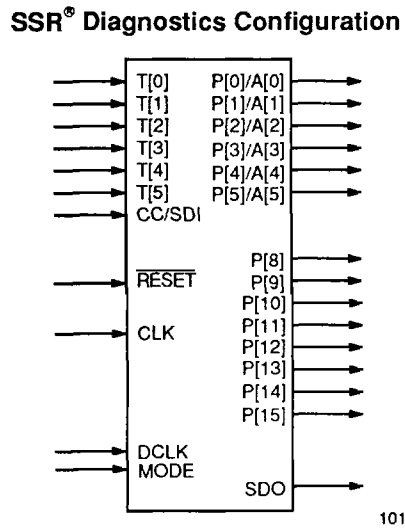 SSR® Diagnostics Configuration
T[0] P[0]/A[0]
T[1] P[1]/A[1]
T[2] P[2]/A[2]
T[3] P[3]/A[3]
T[4] P[4]/A[4]
T[5] P[5]/A[5]
CC/SDI
P[8]
RESET P[9]
P[10]
P[11]
CLK
P[12]
P[13]
P[14]
P[15]
DCLK
MODE
SDO
101